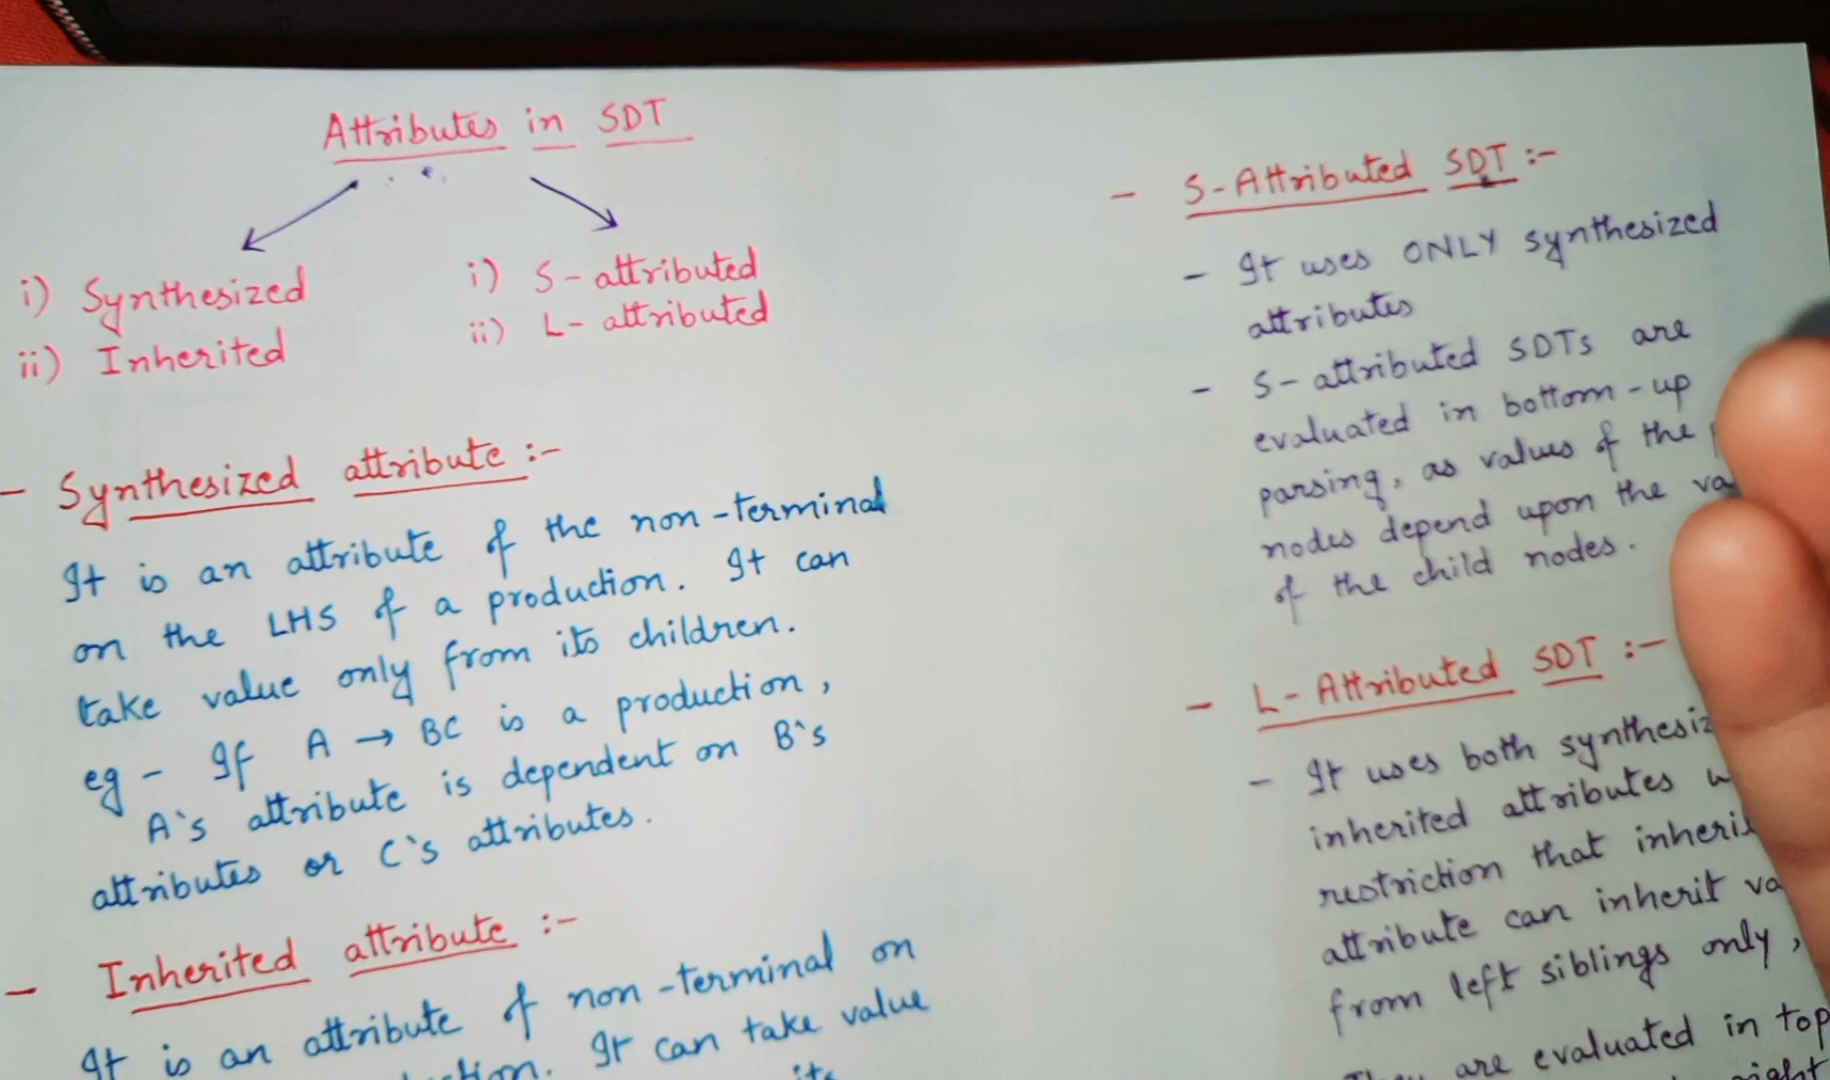 Attributes in SDT
i) Synthesized
ii) Inherited
i) S-attributed
ii) L-attributed
- Synthesized attribute :-
It is an attribute of the non-terminal
on the LHS of a production. It can
take value only from its children.
eg - If A → BC is a production,
A's attribute is dependent on B's
attributes or C's attributes.
- Inherited attribute :-
It is an attribute of non-terminal on
It can take value
its
- S-Attributed SDT :-
- It uses ONLY synthesized
attributes
- S-attributed SDTs are
evaluated in bottom-up
parsing, as values of the
nodes depend upon the
of the child nodes.
- L-Attributed SDT :-
- It uses both
inherited attributes
restriction that
attribute can inherit
from left siblings only,
are evaluated in top
right